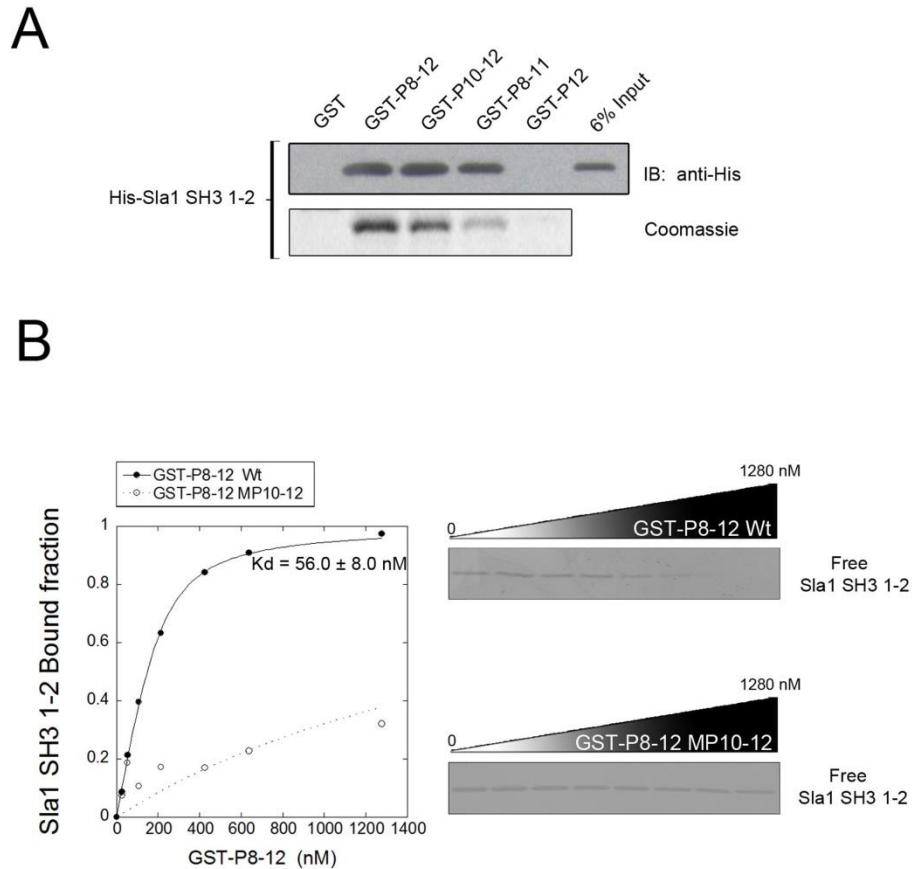 A
GST
GST-P8-12
GST-P10-12
GST-P8-11
GST-P12
6% Input
His-Sla1 SH3 1-2
IB: anti-His
Coomassie
B
GST-P8-12 Wt
GST-P8-12 MP10-12
1
0.8
0.6
0.4
0.2
0
Kd = 56.0 ± 8.0 nM
Sla1 SH3 1-2 Bound fraction
0 200 400 600 800 1000 1200 1400
GST-P8-12 (nM)
1280 nM
0
GST-P8-12 Wt
Free
Sla1 SH3 1-2
1280 nM
0
GST-P8-12 MP10-12
Free
Sla1 SH3 1-2